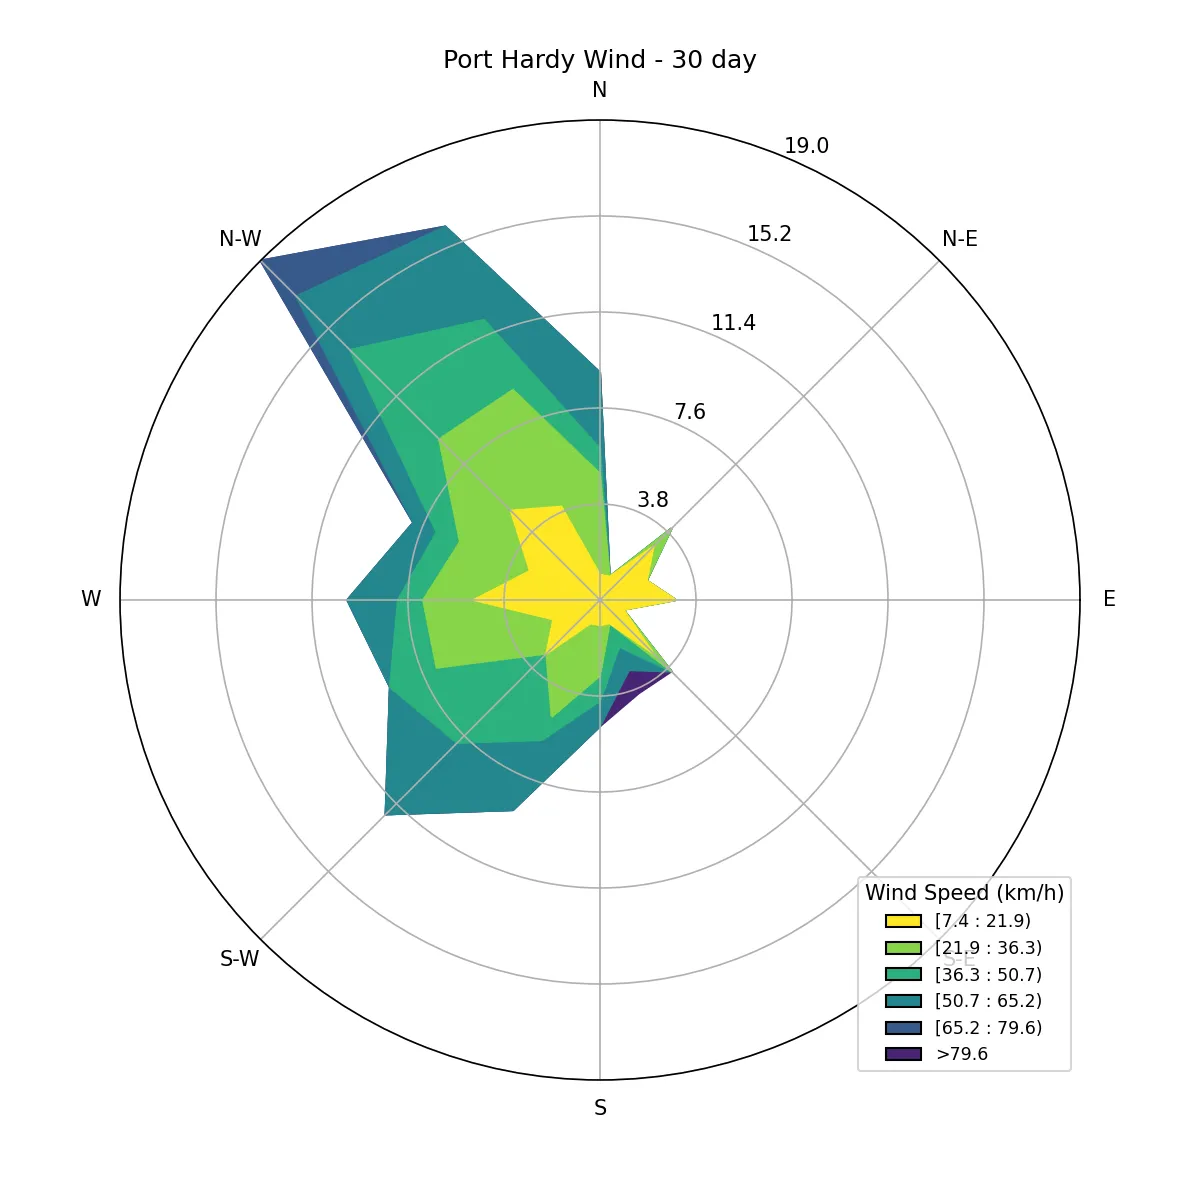 Port Hardy Wind - 30 day
N
19.0
15.2
N-W
N-E
11.4
7.6
3.8
W
E
Wind Speed (km/h)
[7.4 : 21.9)
[21.9 : 36.3)
S-W
S-E
[36.3 : 50.7)
[50.7 : 65.2)
[65.2 : 79.6)
>79.6
S